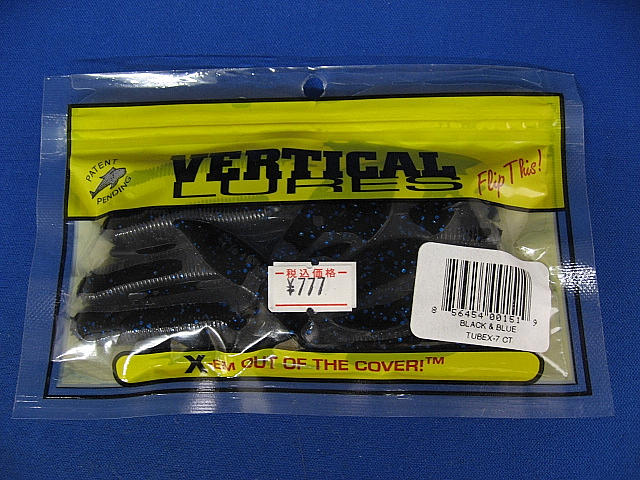 PATENT
PENDING
VERTICAL
LURES
Flip This!
税込価格
¥777
8 56454 00151 9
BLACK & BLUE
TUBEX-7 CT
X-EM OUT OF THE COVER!™